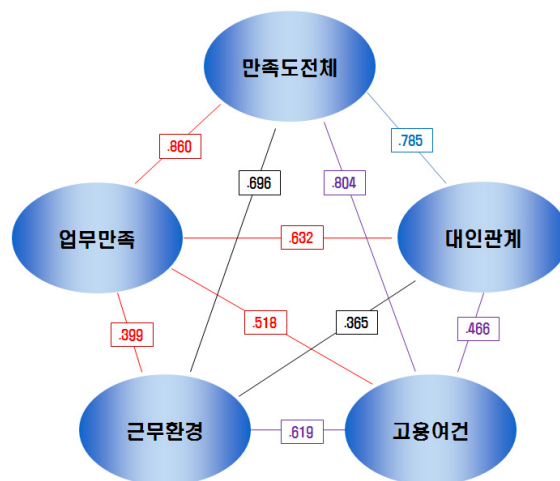 만족도전체
.860
.785
.696
.804
업무만족
.632
대인관계
.399
.518
.365
.466
근무환경
.619
고용여건